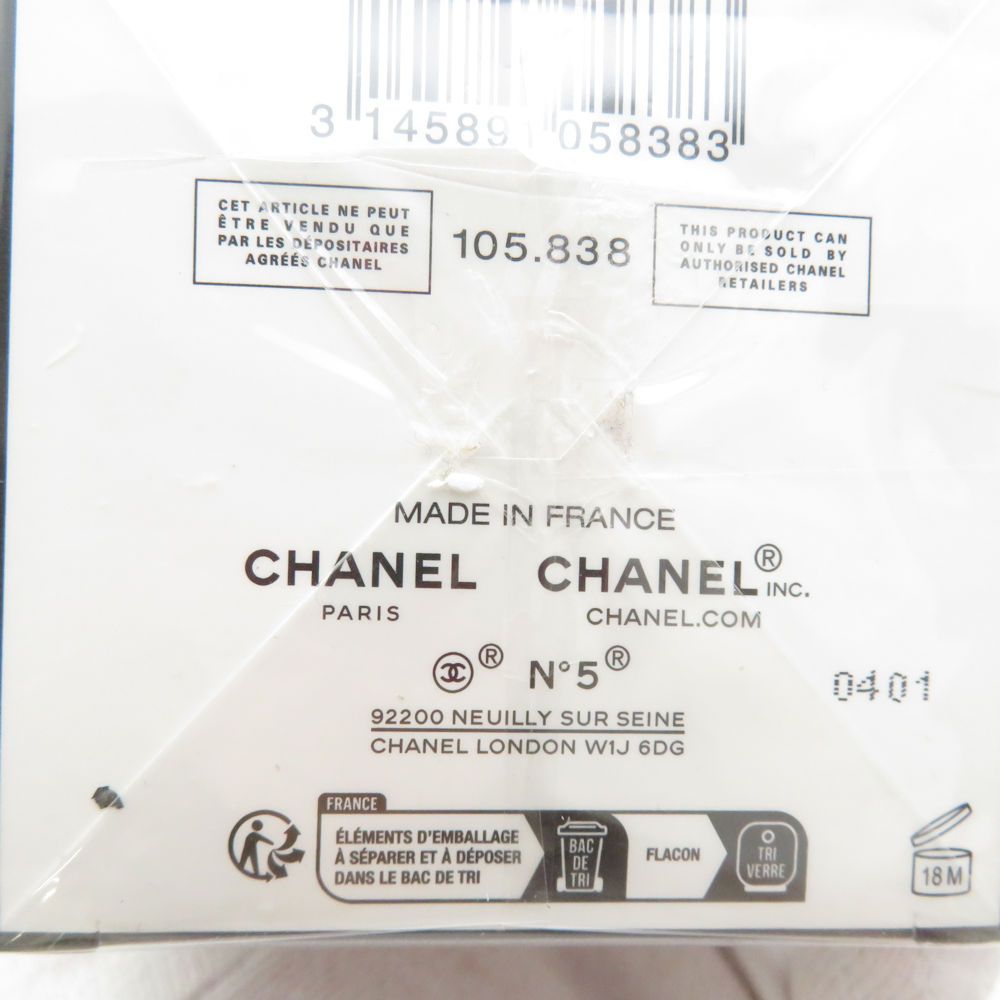 3 145891 058383
CET ARTICLE NE PEUT
ÊTRE VENDU QUE
PAR LES DÉPOSITAIRES
AGRÉÉS CHANEL
105.838
THIS PRODUCT CAN
ONLY BE SOLD BY
AUTHORISED CHANEL
RETAILERS
MADE IN FRANCE
CHANEL
PARIS
CHANEL® INC.
CHANEL.COM
® N°5®
0401
92200 NEUILLY SUR SEINE
CHANEL LONDON W1J 6DG
FRANCE
ÉLÉMENTS D'EMBALLAGE
À SÉPARER ET À DÉPOSER
DANS LE BAC DE TRI
BAC
DE
TRI
FLACON
TRI
VERRE
18M